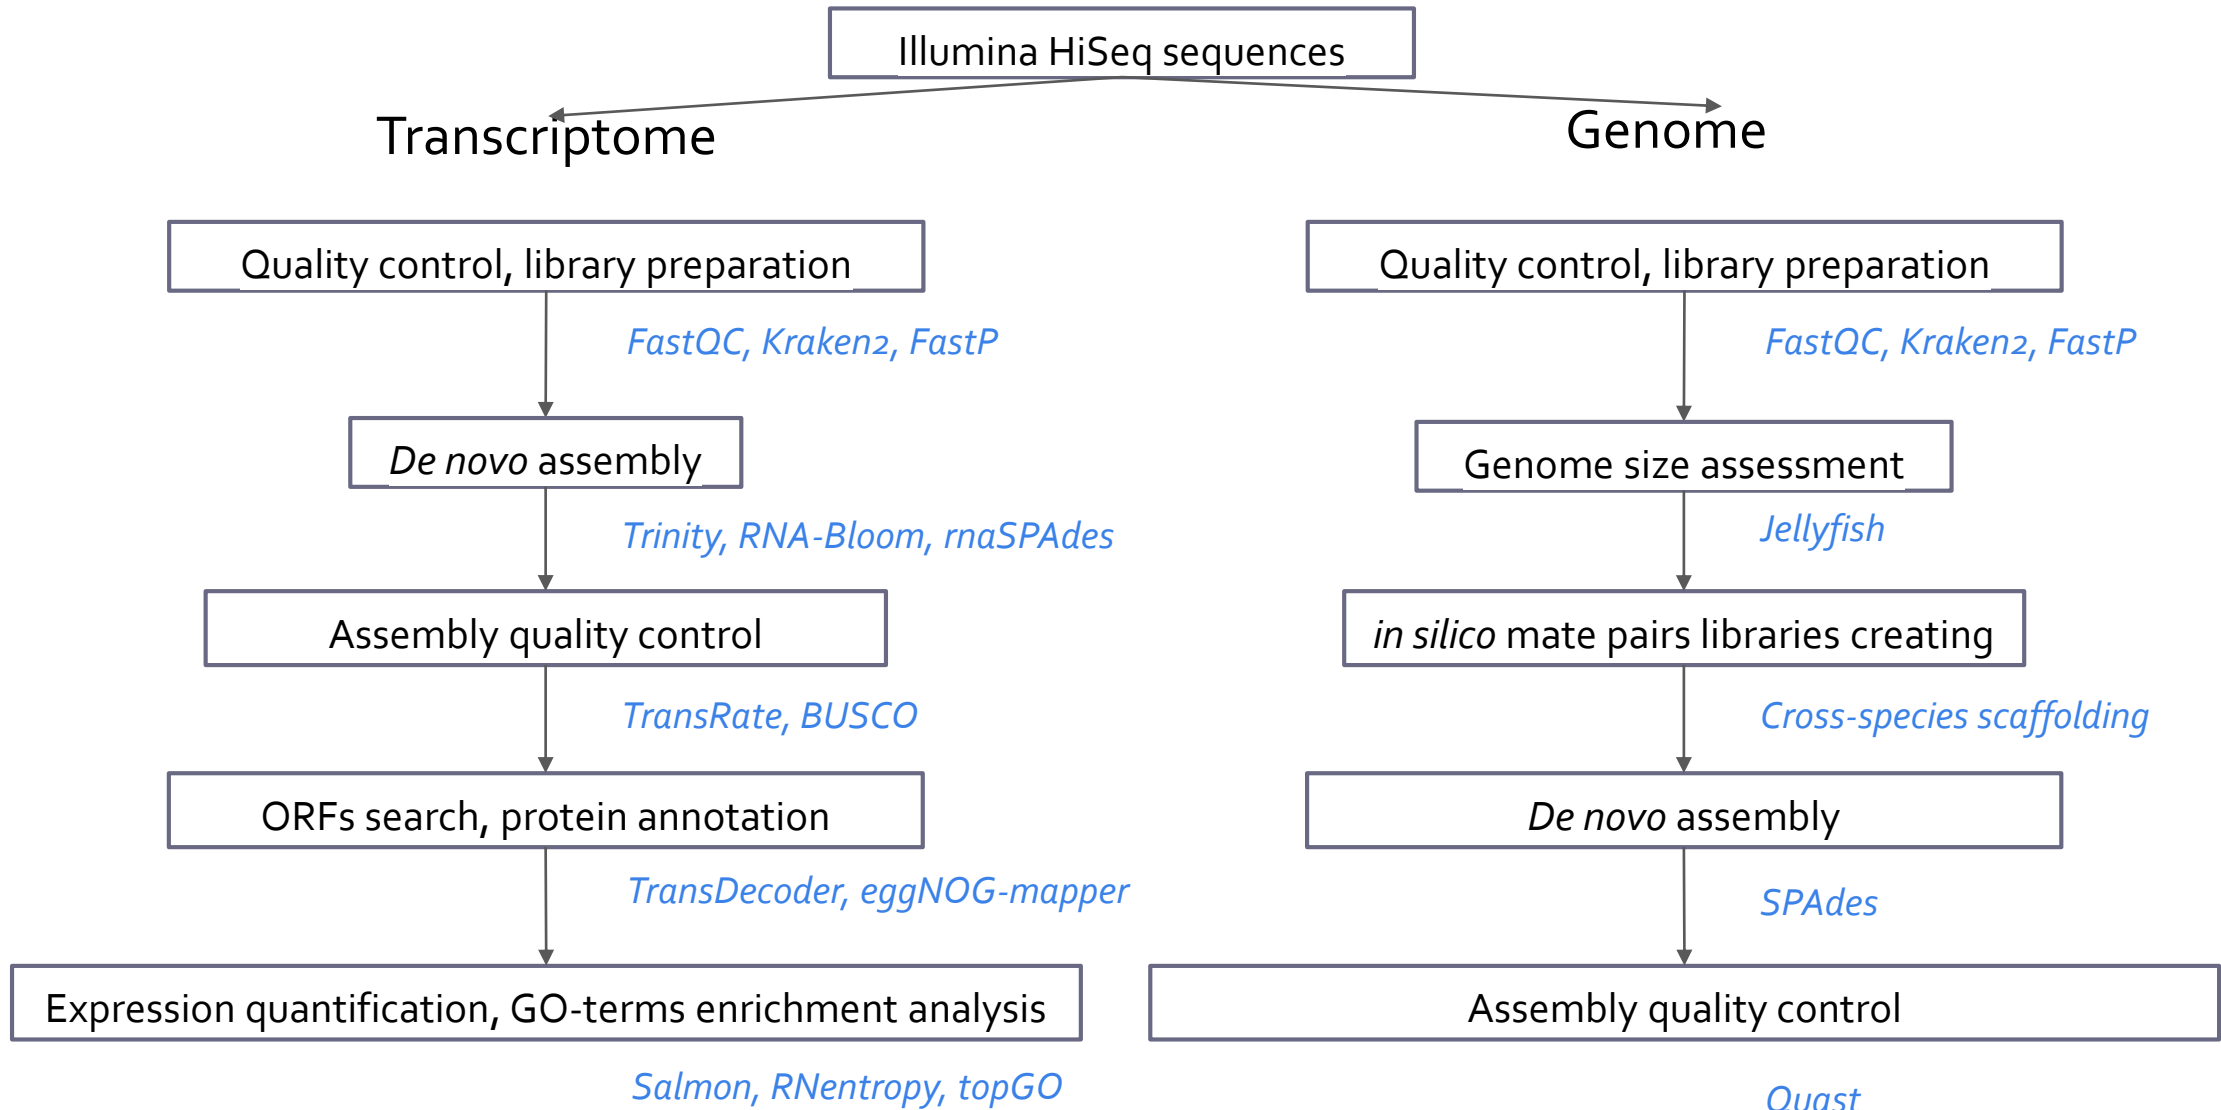 Illumina HiSeq sequences
Transcriptome
Genome
Quality control, library preparation
Quality control, library preparation
FastQC, Kraken2, FastP
FastQC, Kraken2, FastP
De novo assembly
Genome size assessment
Trinity, RNA-Bloom, rnaSPAdes
Jellyfish
Assembly quality control
in silico mate pairs libraries creating
TransRate, BUSCO
Cross-species scaffolding
ORFs search, protein annotation
De novo assembly
TransDecoder, eggNOG-mapper
SPAdes
Expression quantification, GO-terms enrichment analysis
Assembly quality control
Salmon, RNentropy, topGO
Quast